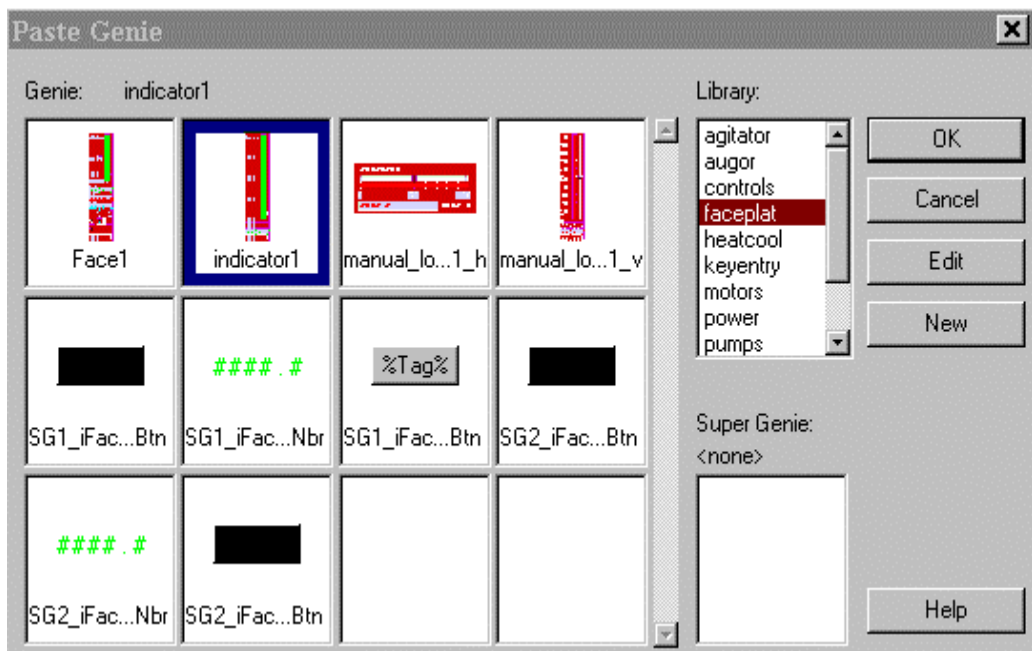 Paste Genie
Genie: indicator1
Face1
indicator1
manual_lo...1_h
manual_lo...1_v
####.#
%Tag%
SG1_iFac...Btn
SG1_iFac...Nbr
SG1_iFac...Btn
SG2_iFac...Btn
####.#
SG2_iFac...Nbr
SG2_iFac...Btn
Library:
agitator
augor
controls
faceplat
heatcool
keyentry
motors
power
pumps
Super Genie:
<none>
OK
Cancel
Edit
New
Help